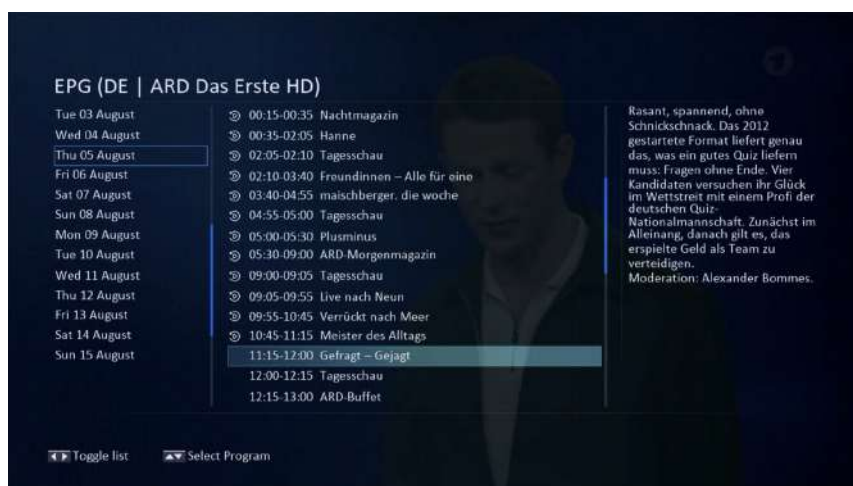 EPG (DE | ARD Das Erste HD)
Tue 03 August
Wed 04 August
Thu 05 August
Fri 06 August
Sat 07 August
Sun 08 August
Mon 09 August
Tue 10 August
Wed 11 August
Thu 12 August
Fri 13 August
Sat 14 August
Sun 15 August
00:15-00:35 Nachtmagazin
00:35-02:05 Hanne
02:05-02:10 Tagesschau
02:10-03:40 Freundinnen – Alle für eine
03:40-04:55 maischberger. die woche
04:55-05:00 Tagesschau
05:00-05:30 Plusminus
05:30-09:00 ARD-Morgenmagazin
09:00-09:05 Tagesschau
09:05-09:55 Live nach Neun
09:55-10:45 Verrückt nach Meer
10:45-11:15 Meister des Alltags
11:15-12:00 Gefragt – Gejagt
12:00-12:15 Tagesschau
12:15-13:00 ARD-Buffet
Rasant, spannend, ohne
Schnickschnack. Das 2012
gestartete Format liefert genau
das, was ein gutes Quiz liefern
muss: Fragen ohne Ende. Vier
Kandidaten versuchen ihr Glück
im Wettstreit mit einem Profi der
deutschen Quiz-
Nationalmannschaft. Zunächst im
Alleinang, danach gilt es, das
erspielte Geld als Team zu
verteidigen.
Moderation: Alexander Bommes.
Toggle list
Select Program